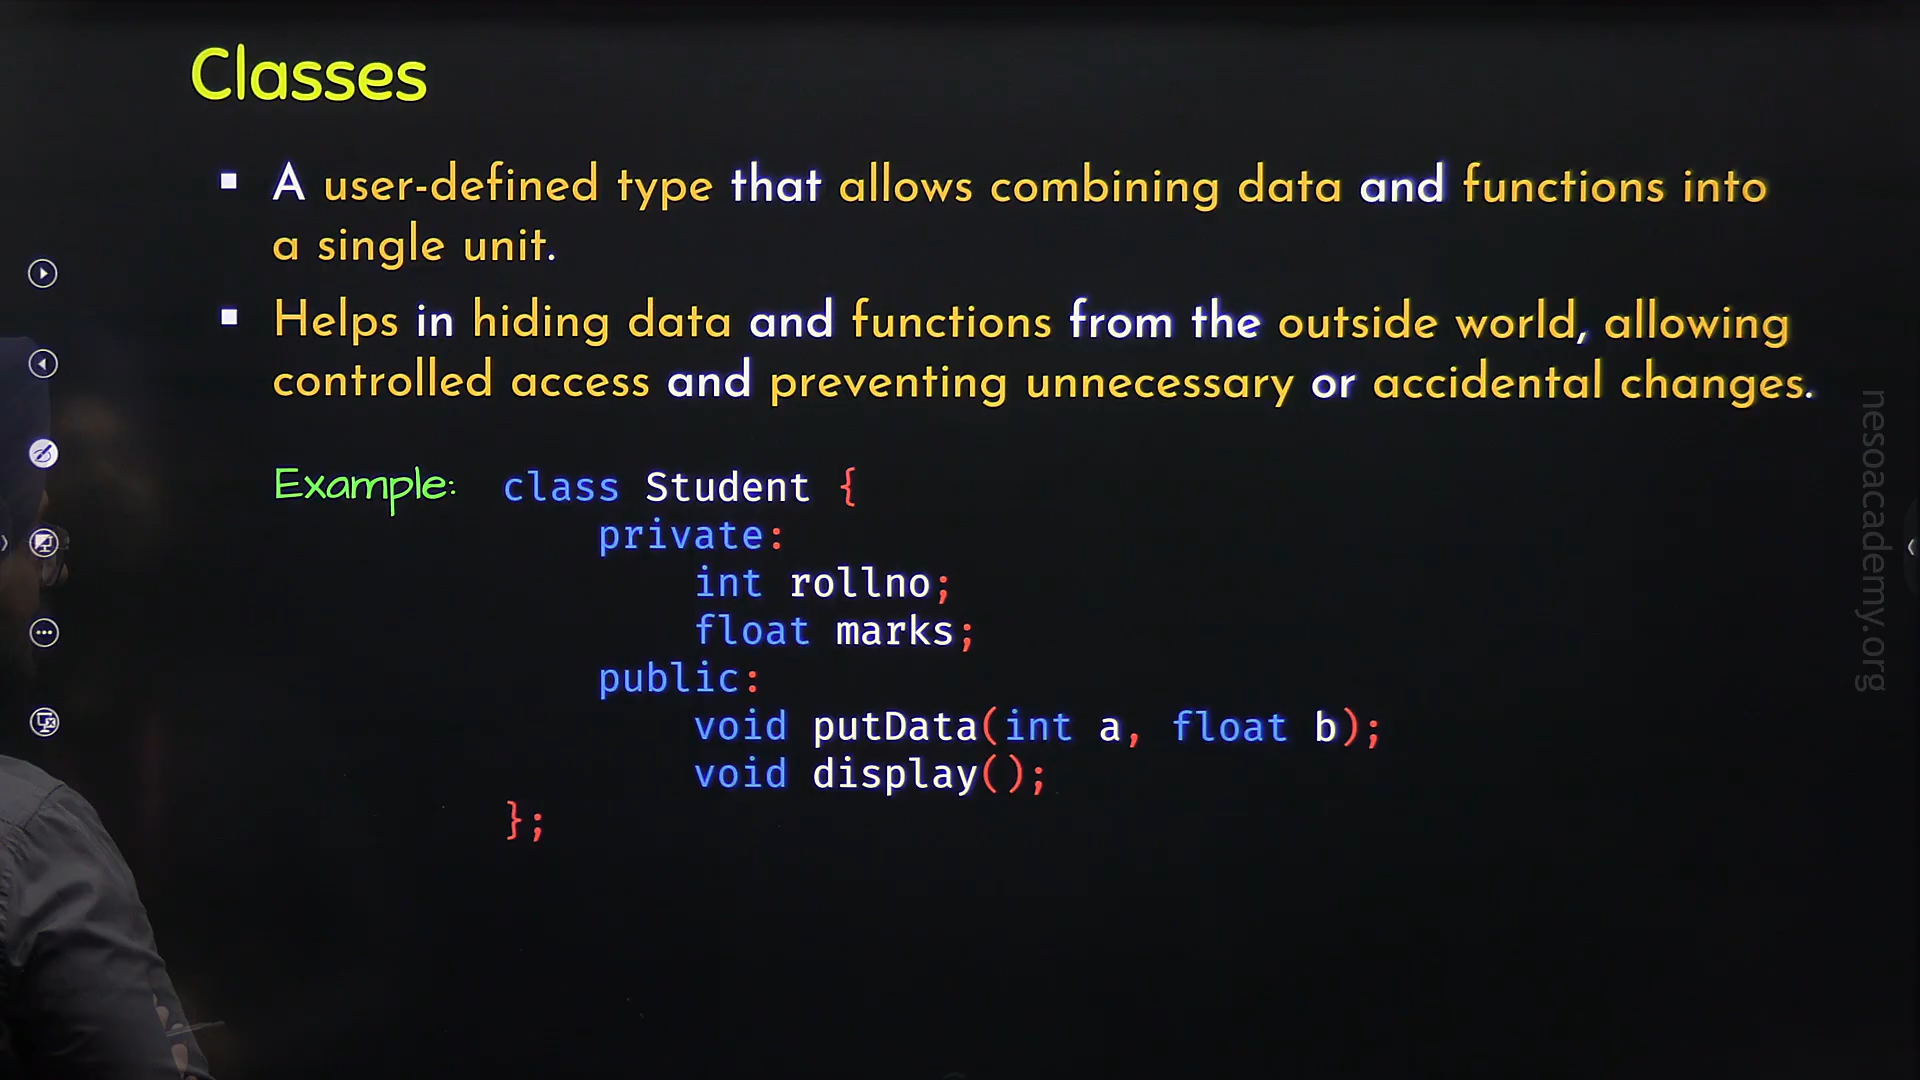 Classes
▪ A user-defined type that allows combining data and functions into
a single unit.
▪ Helps in hiding data and functions from the outside world, allowing
controlled access and preventing unnecessary or accidental changes.
Example: class Student {
private:
int rollno;
float marks;
public:
void putData(int a, float b);
void display();
};
nesoacademy.org